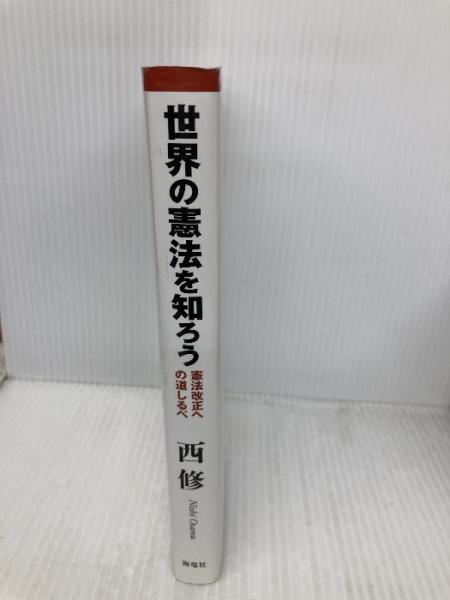 世界の憲法を知ろう
憲法改正へ
の道しるべ
西修
Nishi Osamu
海竜社